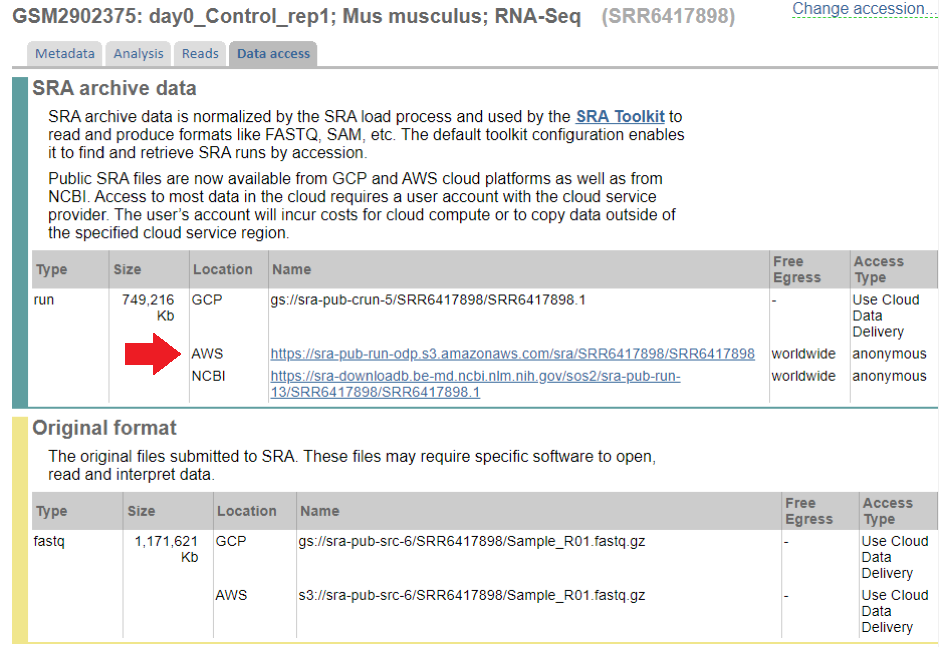 GSM2902375: day0_Control_rep1; Mus musculus; RNA-Seq (SRR6417898)
Change accession...
Metadata Analysis Reads Data access
SRA archive data
SRA archive data is normalized by the SRA load process and used by the SRA Toolkit to
read and produce formats like FASTQ, SAM, etc. The default toolkit configuration enables
it to find and retrieve SRA runs by accession.
Public SRA files are now available from GCP and AWS cloud platforms as well as from
NCBI. Access to most data in the cloud requires a user account with the cloud service
provider. The user's account will incur costs for cloud compute or to copy data outside of
the specified cloud service region.
Type Size Location Name Free Egress Access Type
run 749,216 Kb GCP gs://sra-pub-crun-5/SRR6417898/SRR6417898.1 - Use Cloud Data Delivery
AWS https://sra-pub-run-odp.s3.amazonaws.com/sra/SRR6417898/SRR6417898 worldwide anonymous
NCBI https://sra-downloadb.be-md.ncbi.nlm.nih.gov/sos2/sra-pub-run- worldwide anonymous
13/SRR6417898/SRR6417898.1
Original format
The original files submitted to SRA. These files may require specific software to open,
read and interpret data.
Type Size Location Name Free Egress Access Type
fastq 1,171,621 Kb GCP gs://sra-pub-src-6/SRR6417898/Sample_R01.fastq.gz - Use Cloud Data Delivery
AWS s3://sra-pub-src-6/SRR6417898/Sample_R01.fastq.gz - Use Cloud Data Delivery